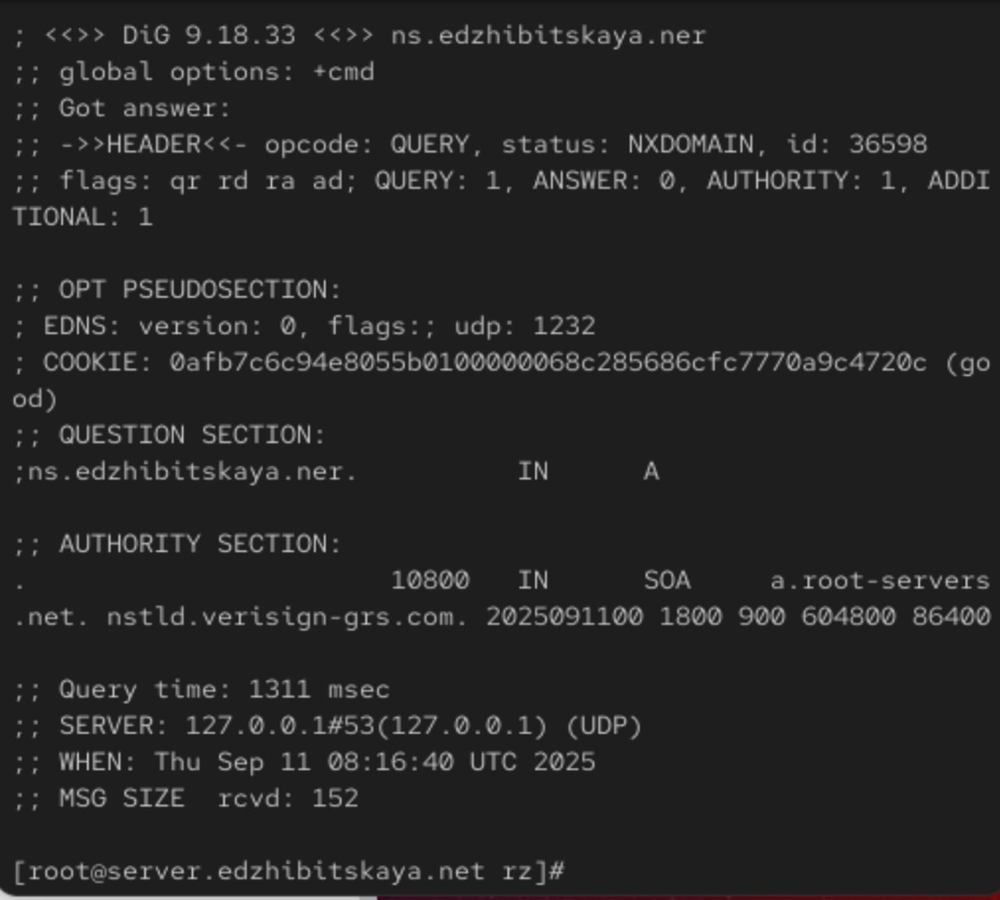 ; <<>> DiG 9.18.33 <<>> ns.edzhibitskaya.ner
;; global options: +cmd
;; Got answer:
;; ->>HEADER<<- opcode: QUERY, status: NXDOMAIN, id: 36598
;; flags: qr rd ra ad; QUERY: 1, ANSWER: 0, AUTHORITY: 1, ADDI
TIONAL: 1
;; OPT PSEUDOSECTION:
; EDNS: version: 0, flags:; udp: 1232
; COOKIE: 0afb7c6c94e8055b0100000068c285686cfc7770a9c4720c (go
od)
;; QUESTION SECTION:
;ns.edzhibitskaya.ner. IN A
;; AUTHORITY SECTION:
. 10800 IN SOA a.root-servers
.net. nstld.verisign-grs.com. 2025091100 1800 900 604800 86400
;; Query time: 1311 msec
;; SERVER: 127.0.0.1#53(127.0.0.1) (UDP)
;; WHEN: Thu Sep 11 08:16:40 UTC 2025
;; MSG SIZE  rcvd: 152
[root@server.edzhibitskaya.net rz]#